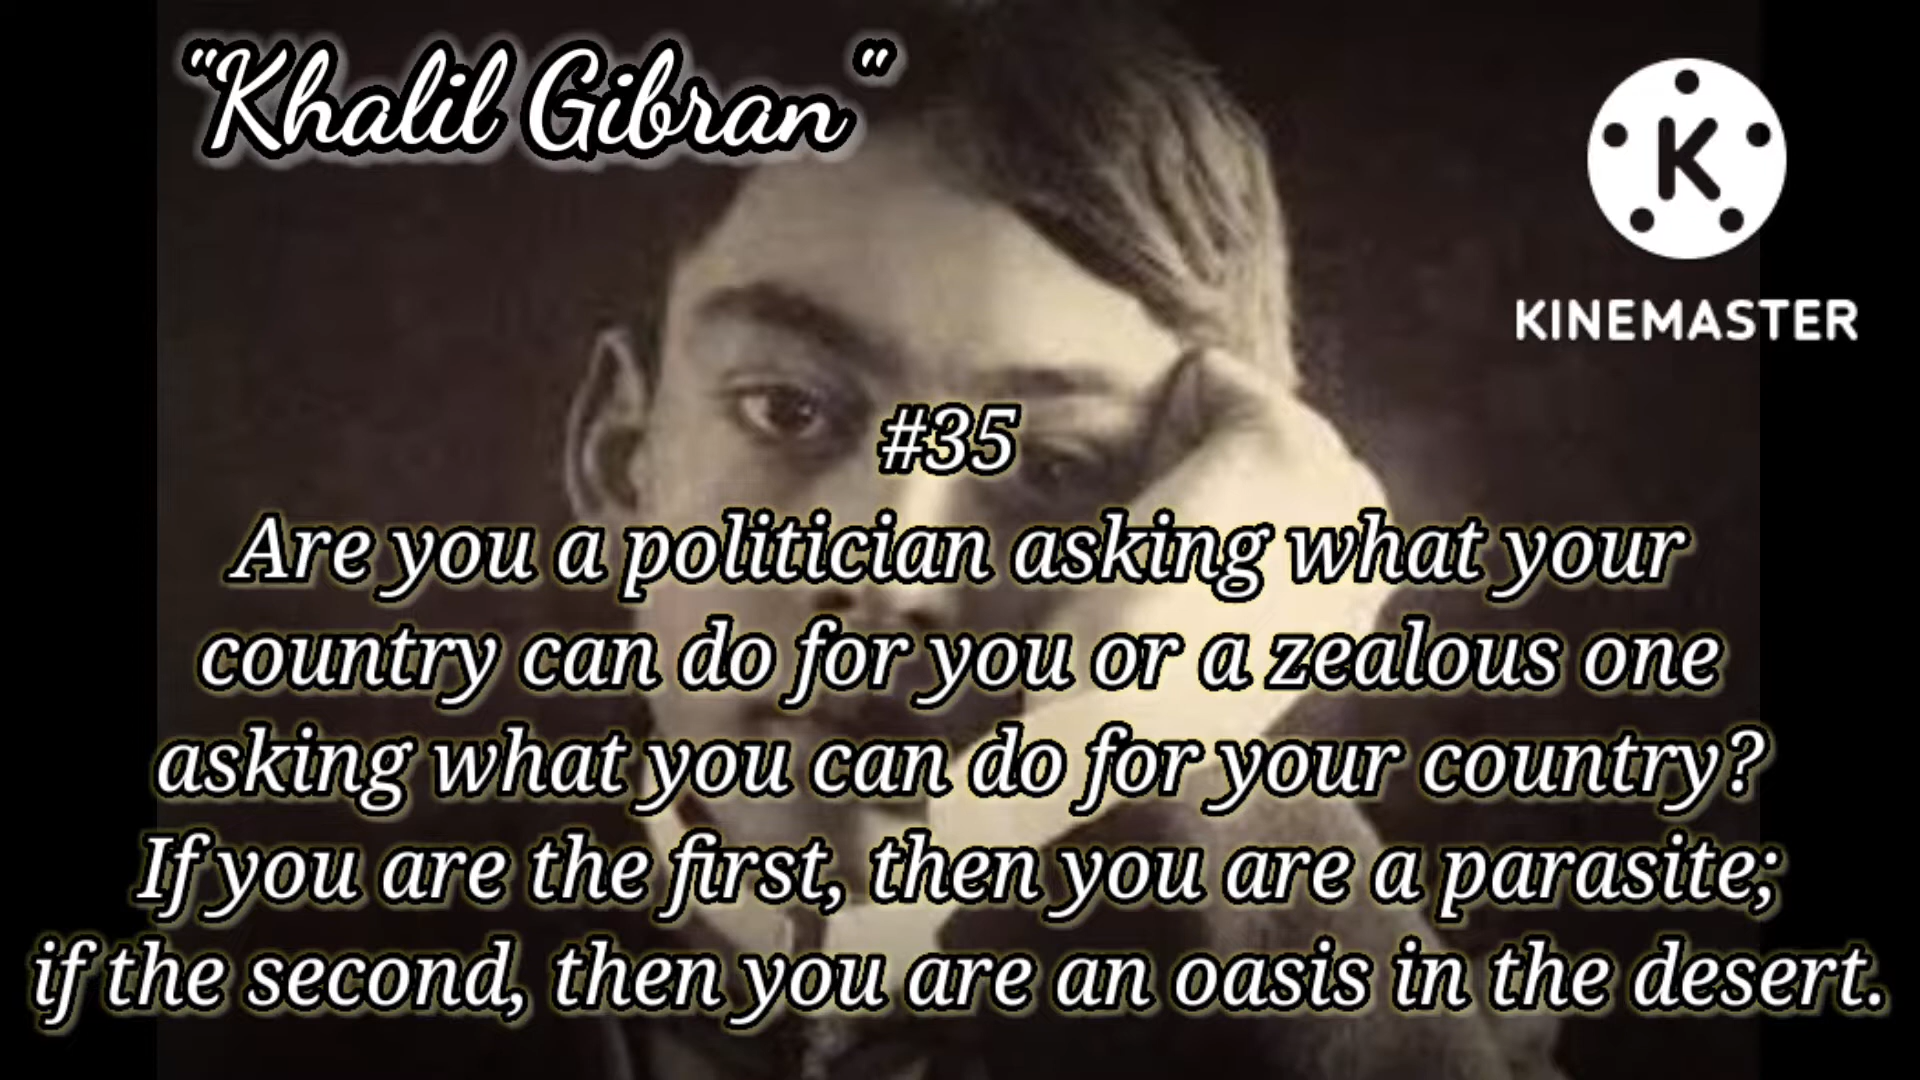 "Khalil Gibran"
KINEMASTER
#35
Are you a politician asking what your
country can do for you or a zealous one
asking what you can do for your country?
If you are the first, then you are a parasite;
if the second, then you are an oasis in the desert.